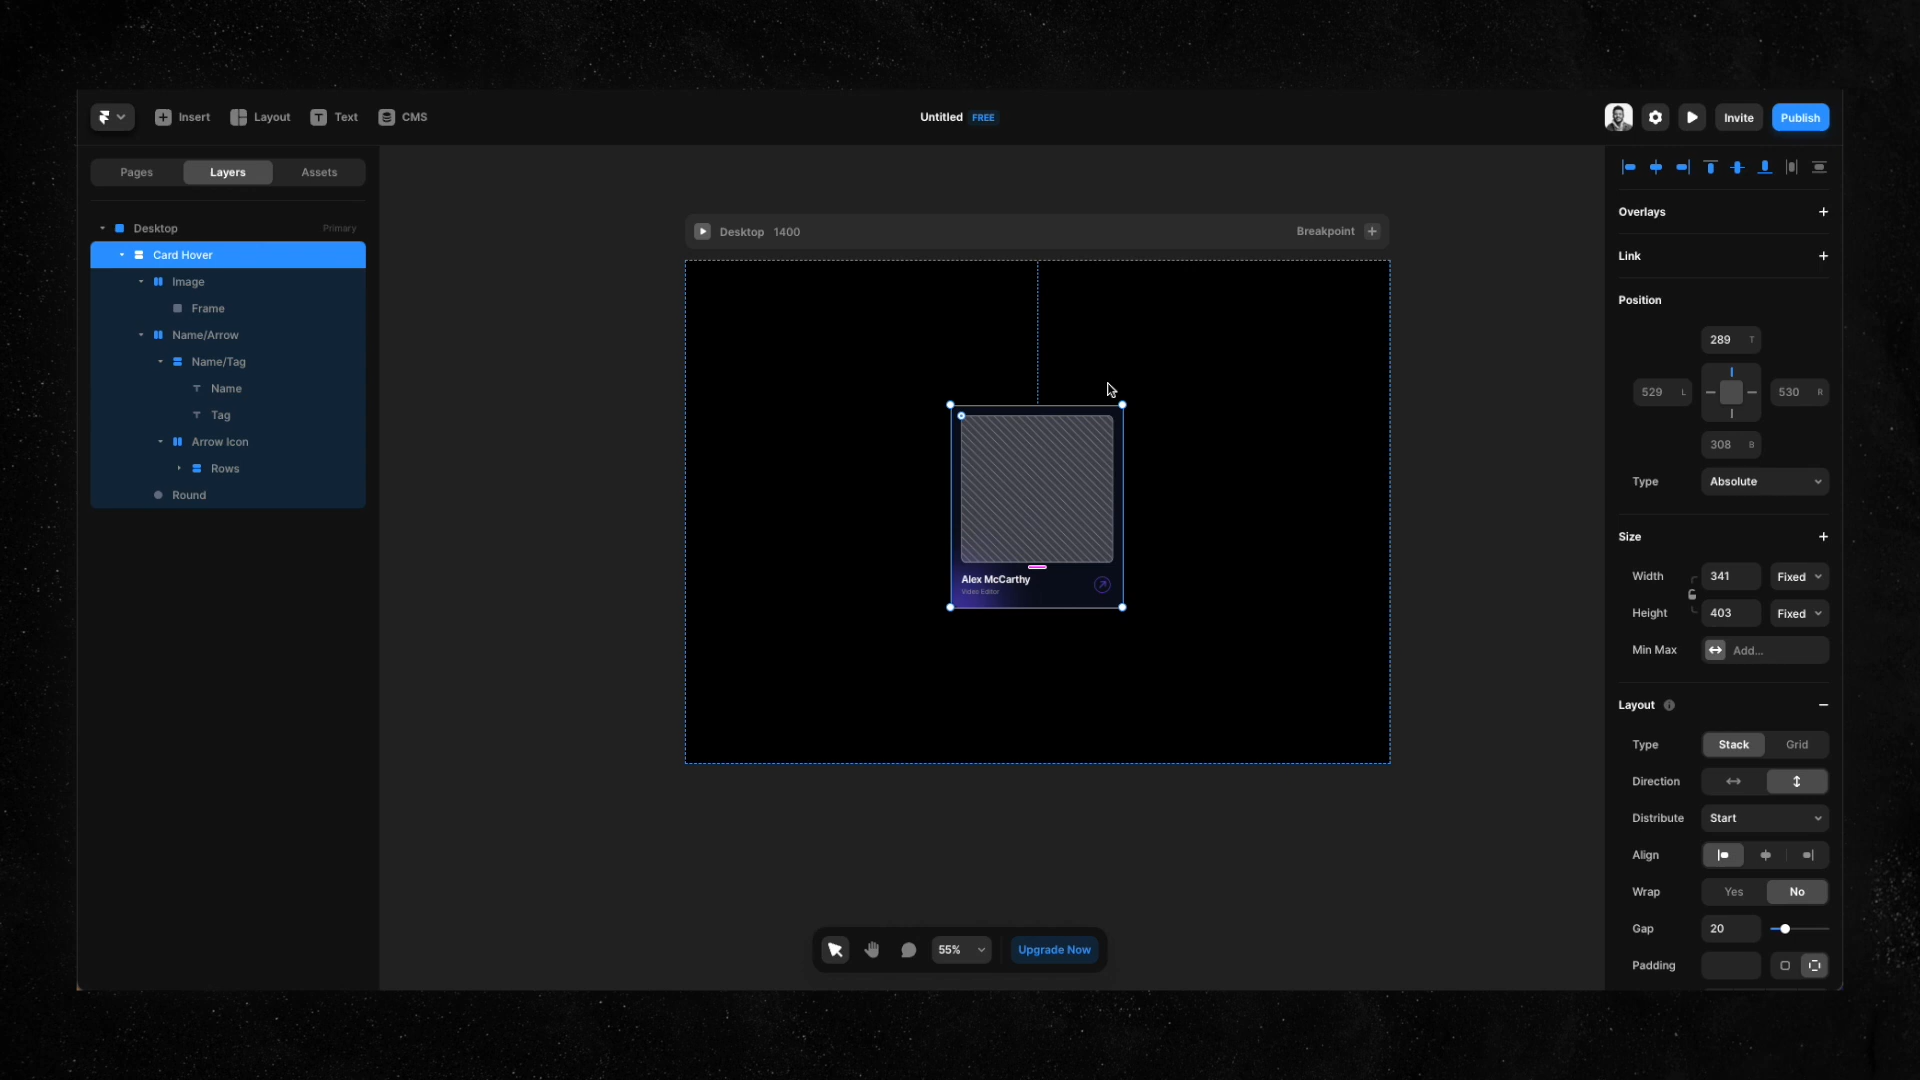 Insert
Layout
Text
CMS
Untitled
FREE
Invite
Publish
Pages
Layers
Assets
Desktop
Primary
Card Hover
Image
Frame
Name/Arrow
Name/Tag
Name
Tag
Arrow Icon
Rows
Round
Desktop 1400
Breakpoint
Alex McCarthy
Video Editor
55%
Upgrade Now
Overlays
Link
Position
289 T
529 L
530 R
308 B
Type
Absolute
Size
Width
341
Fixed
Height
403
Fixed
Min Max
Add...
Layout
Type
Stack
Grid
Direction
Distribute
Start
Align
Wrap
Yes
No
Gap
20
Padding